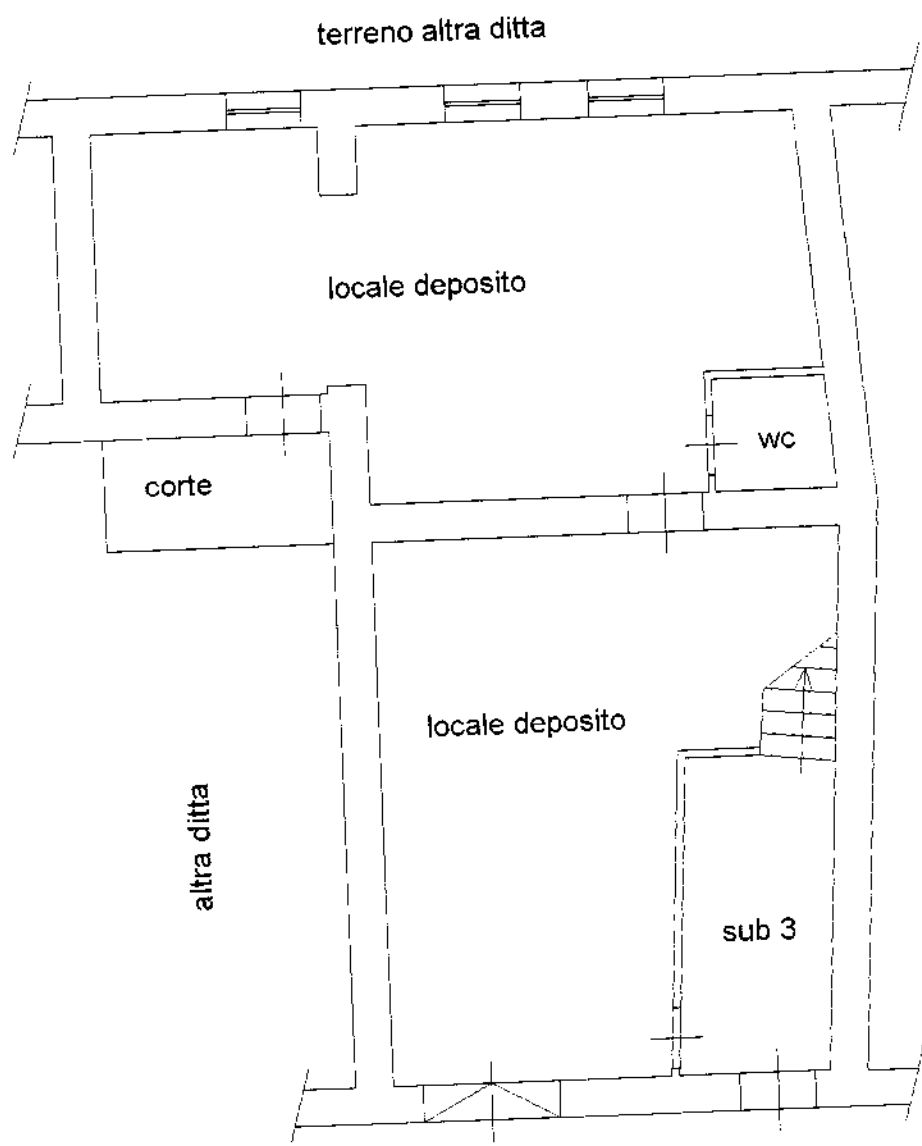 terreno altra ditta
locale deposito
wc
corte
locale deposito
altra ditta
sub 3